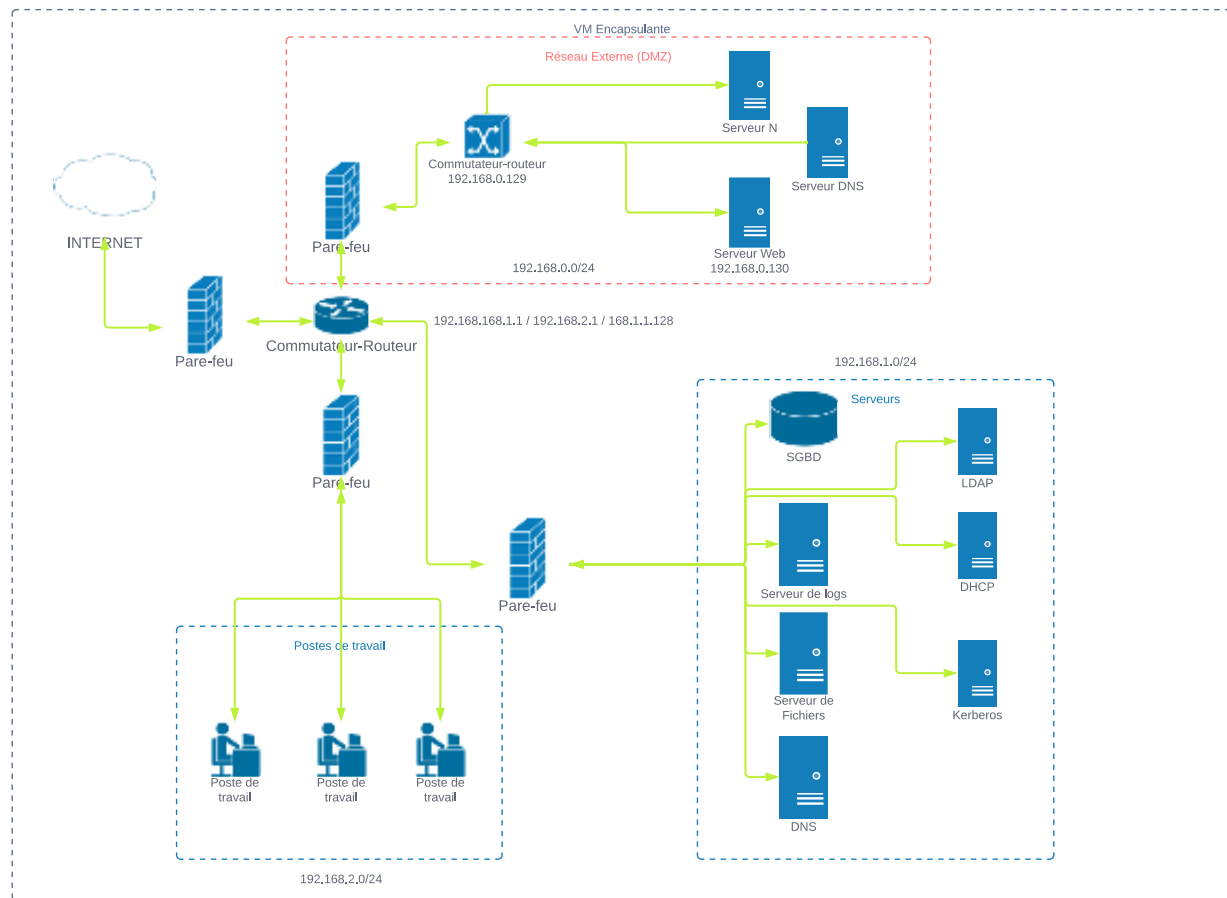 VM Encapsulante
Réseau Externe (DMZ)
Serveur N
Commutateur-routeur
192.168.0.129
Serveur DNS
INTERNET
Pare-feu
Serveur Web
192.168.0.130
192.168.0.0/24
Pare-feu
Commutateur-Routeur
192.168.168.1.1 / 192.168.2.1 / 168.1.1.128
192.168.1.0/24
Serveurs
SGBD
LDAP
Pare-feu
Serveur de logs
DHCP
Pare-feu
Postes de travail
Serveur de
Fichiers
Kerberos
Poste de
travail
Poste de
travail
Poste de
travail
DNS
192.168.2.0/24